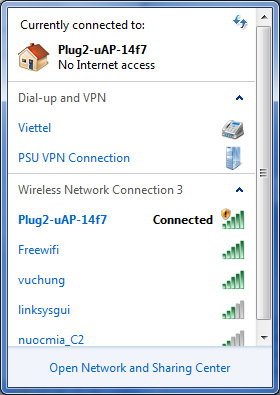 Currently connected to:
Plug2-uAP-14f7
No Internet access
Dial-up and VPN
Viettel
PSU VPN Connection
Wireless Network Connection 3
Plug2-uAP-14f7 Connected
Freewifi
vuchung
linksysgui
nuocmia_C2
Open Network and Sharing Center